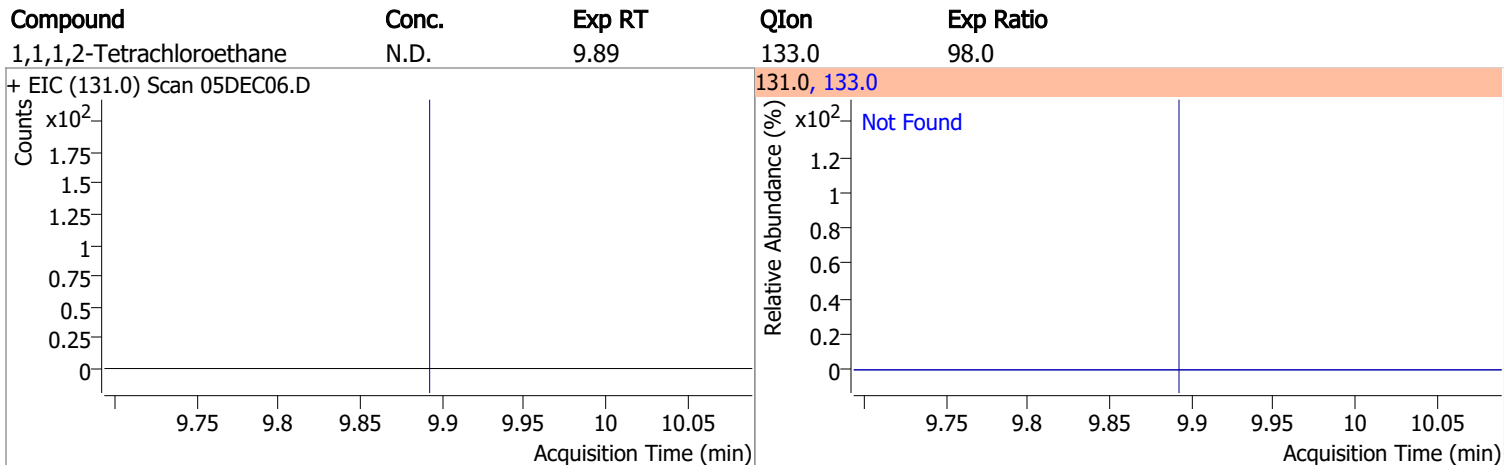 Compound Conc. Exp RT QIon Exp Ratio
1,1,1,2-Tetrachloroethane N.D. 9.89 133.0 98.0
+ EIC (131.0) Scan 05DEC06.D
Counts
x10²
1.75
1.5
1.25
1
0.75
0.5
0.25
0
9.75 9.8 9.85 9.9 9.95 10 10.05
Acquisition Time (min)
131.0, 133.0
Relative Abundance (%)
x10²
Not Found
1.2
1
0.8
0.6
0.4
0.2
0
9.75 9.8 9.85 9.9 9.95 10 10.05
Acquisition Time (min)